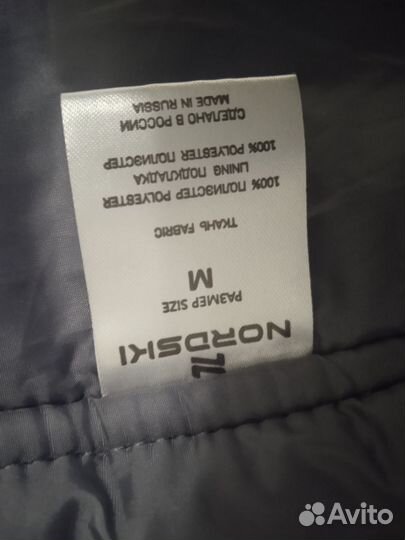 NORDSKI
РАЗМЕР SIZE
M
ТКАНЬ FABRIC
100% ПОЛИЭСТЕР POLYESTER
LINING ПОДКЛАДКА
100% POLYESTER ПОЛИЭСТЕР
СДЕЛАНО В РОССИИ
MADE IN RUSSIA
Avito